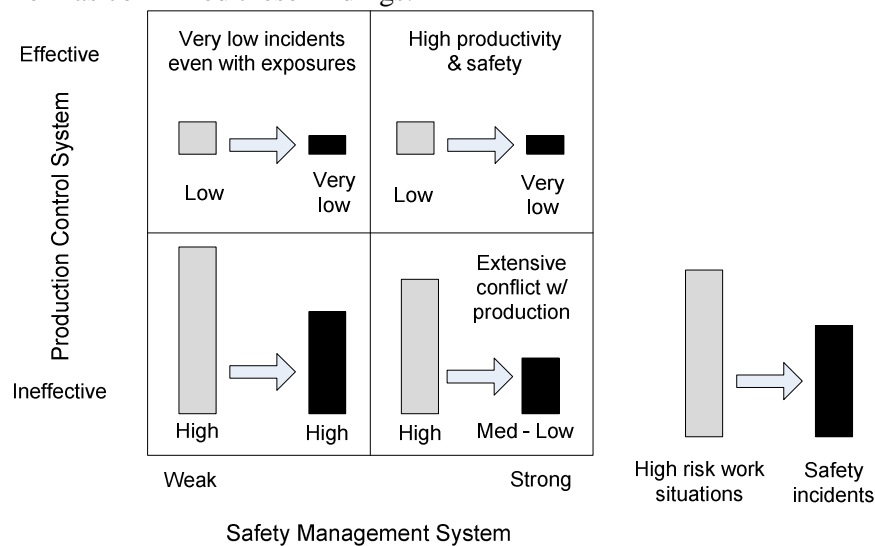 Very low incidents
even with exposures
High productivity
& safety
Effective
Production Control System
Low
Very
low
Low
Very
low
Extensive
conflict w/
production
Ineffective
High
High
High
Med - Low
Weak
Strong
Safety Management System
High risk work
situations
Safety
incidents